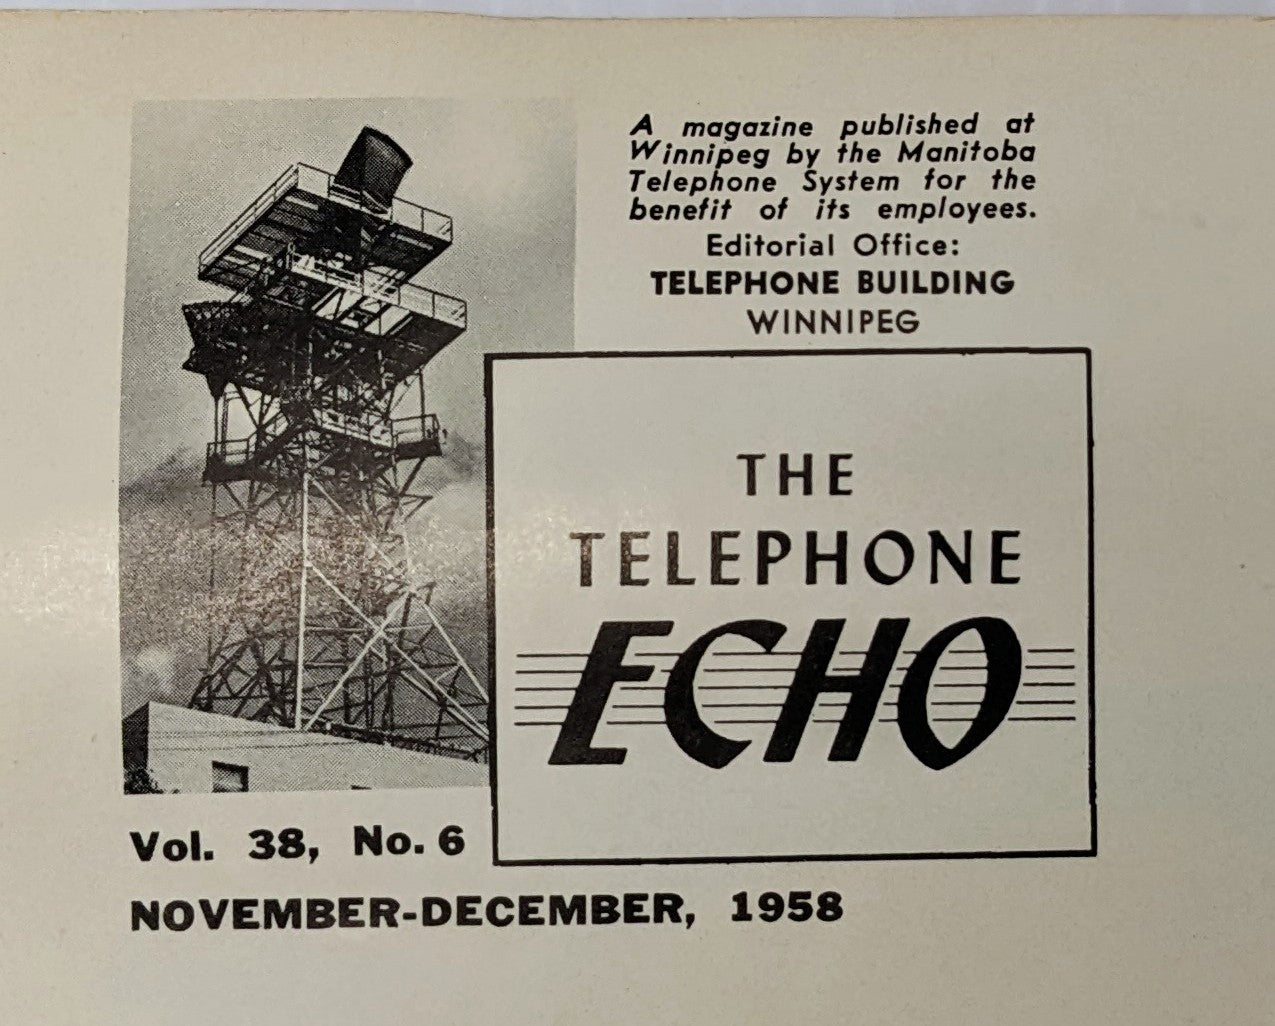 A magazine published at
Winnipeg by the Manitoba
Telephone System for the
benefit of its employees.
Editorial Office:
TELEPHONE BUILDING
WINNIPEG
THE
TELEPHONE
ECHO
Vol. 38, No. 6
NOVEMBER-DECEMBER, 1958